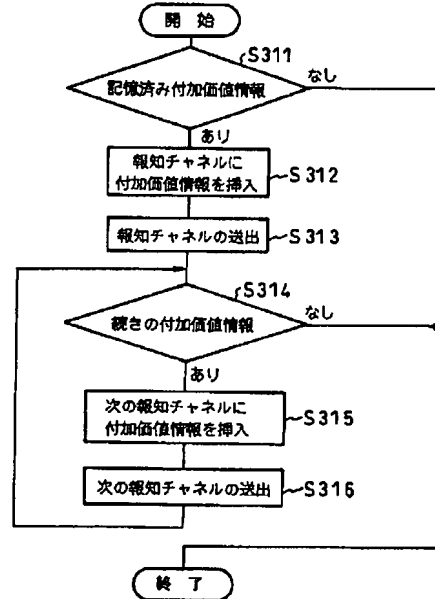 開 始
S311
記憶済み付加価値情報
なし
あり
報知チャネルに
付加価値情報を挿入
S312
報知チャネルの送出
S313
S314
続きの付加価値情報
なし
あり
次の報知チャネルに
付加価値情報を挿入
S315
次の報知チャネルの送出
S316
終 了